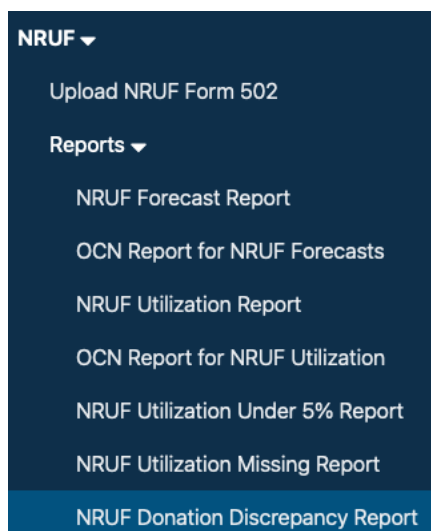 NRUF
Upload NRUF Form 502
Reports
NRUF Forecast Report
OCN Report for NRUF Forecasts
NRUF Utilization Report
OCN Report for NRUF Utilization
NRUF Utilization Under 5% Report
NRUF Utilization Missing Report
NRUF Donation Discrepancy Report